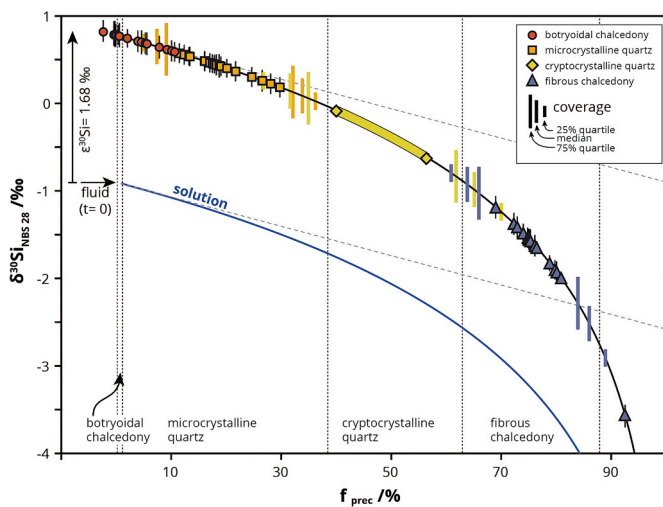 1
0
-1
-2
-3
-4
δ³⁰Si NBS 28 /‰
10
30
50
70
90
f prec /%
ε³⁰Si= 1.68 ‰
fluid
(t= 0)
solution
botryoidal
chalcedony
microcrystalline
quartz
cryptocrystalline
quartz
fibrous
chalcedony
botryoidal chalcedony
microcrystalline quartz
cryptocrystalline quartz
fibrous chalcedony
coverage
25% quartile
median
75% quartile